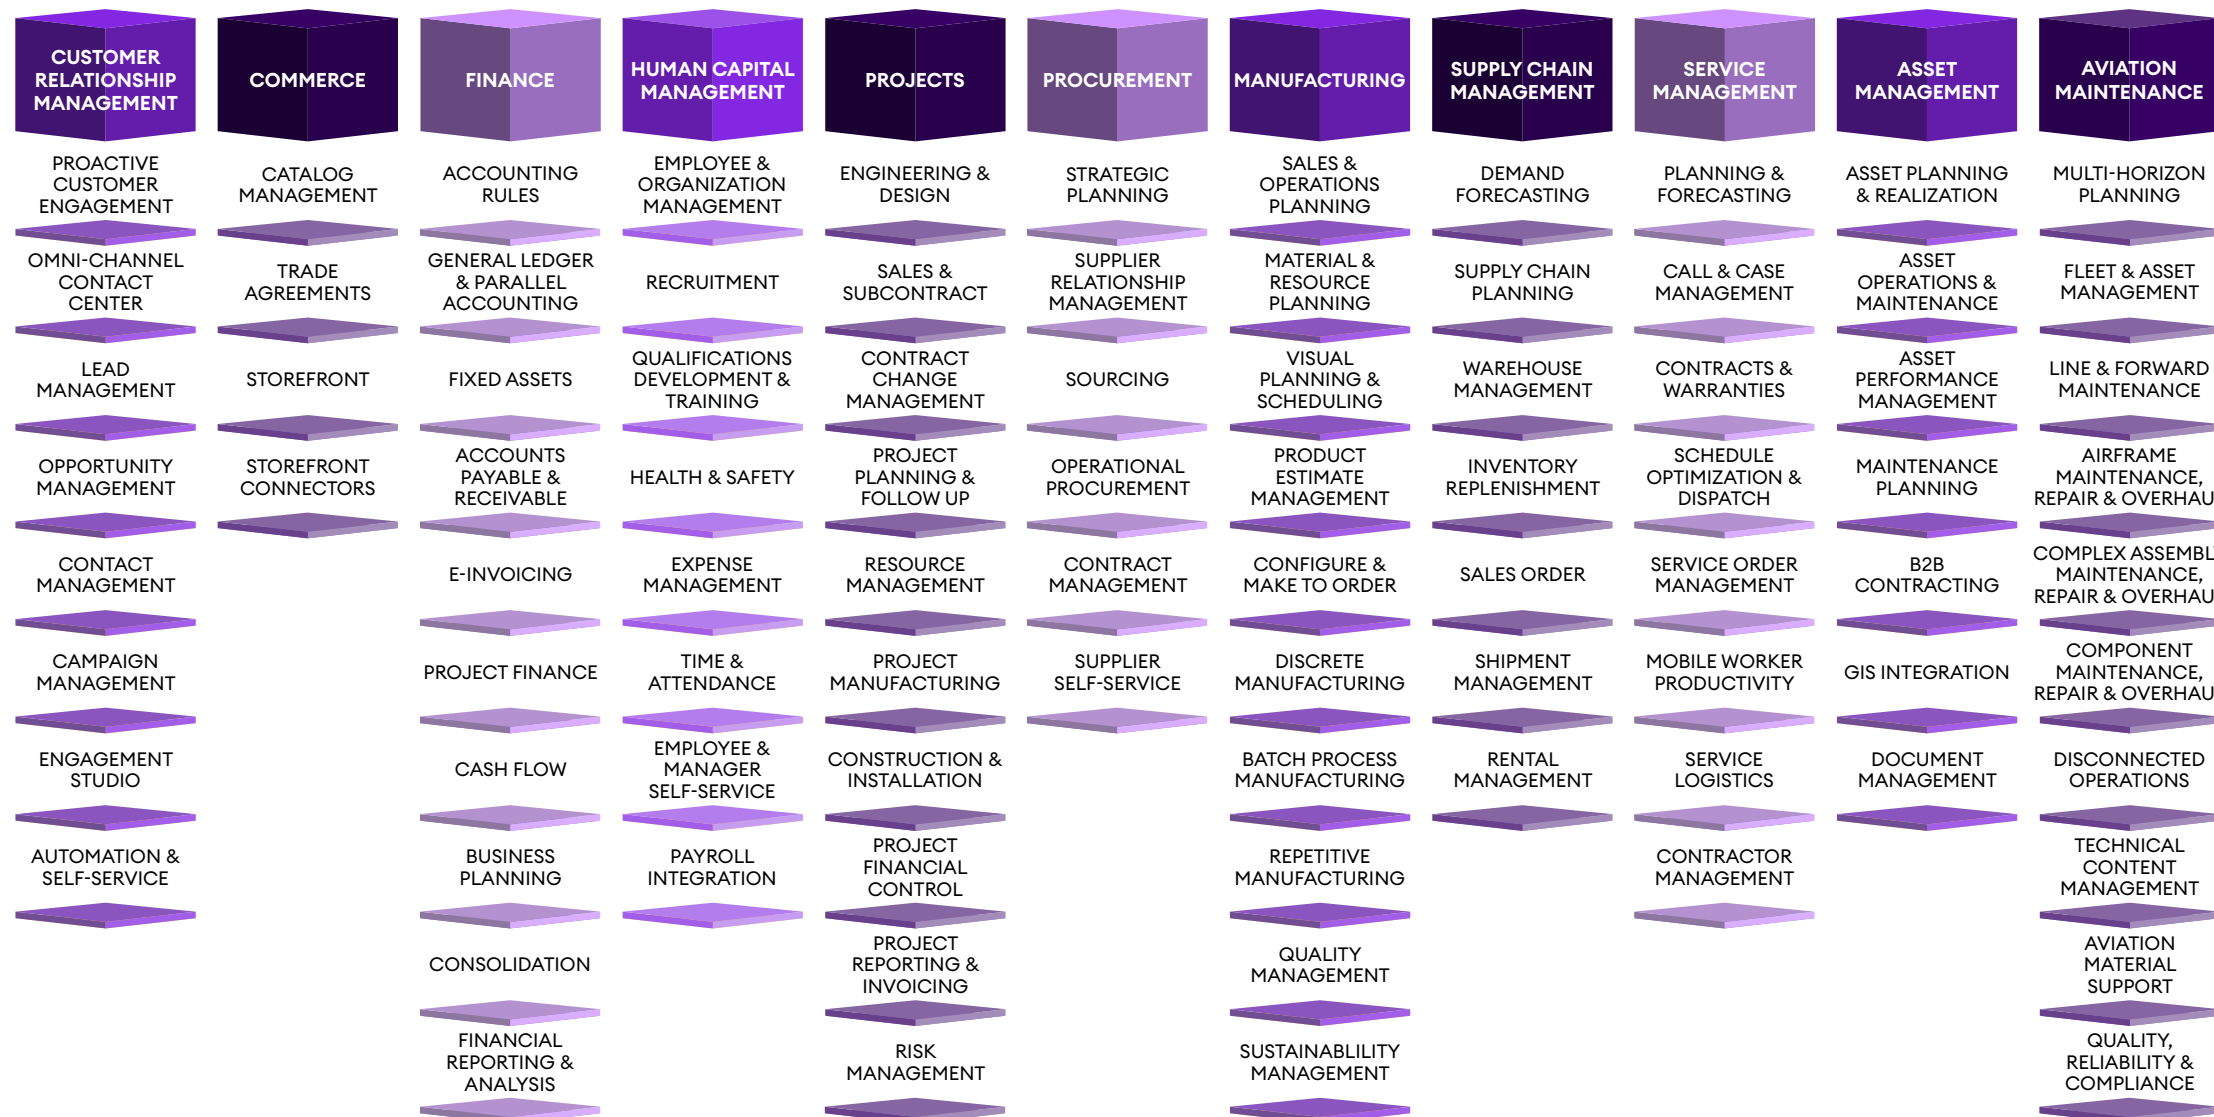 CUSTOMER
RELATIONSHIP
MANAGEMENT
PROACTIVE
CUSTOMER
ENGAGEMENT
OMNI-CHANNEL
CONTACT
CENTER
LEAD
MANAGEMENT
OPPORTUNITY
MANAGEMENT
CONTACT
MANAGEMENT
CAMPAIGN
MANAGEMENT
ENGAGEMENT
STUDIO
AUTOMATION &
SELF-SERVICE
COMMERCE
CATALOG
MANAGEMENT
TRADE
AGREEMENTS
STOREFRONT
STOREFRONT
CONNECTORS
FINANCE
ACCOUNTING
RULES
GENERAL LEDGER
& PARALLEL
ACCOUNTING
FIXED ASSETS
ACCOUNTS
PAYABLE &
RECEIVABLE
E-INVOICING
PROJECT FINANCE
CASH FLOW
BUSINESS
PLANNING
CONSOLIDATION
FINANCIAL
REPORTING &
ANALYSIS
HUMAN CAPITAL
MANAGEMENT
EMPLOYEE &
ORGANIZATION
MANAGEMENT
RECRUITMENT
QUALIFICATIONS
DEVELOPMENT &
TRAINING
HEALTH & SAFETY
EXPENSE
MANAGEMENT
TIME &
ATTENDANCE
EMPLOYEE &
MANAGER
SELF-SERVICE
PAYROLL
INTEGRATION
PROJECTS
ENGINEERING &
DESIGN
SALES &
SUBCONTRACT
CONTRACT
CHANGE
MANAGEMENT
PROJECT
PLANNING &
FOLLOW UP
RESOURCE
MANAGEMENT
PROJECT
MANUFACTURING
CONSTRUCTION &
INSTALLATION
PROJECT
FINANCIAL
CONTROL
PROJECT
REPORTING &
INVOICING
RISK
MANAGEMENT
PROCUREMENT
STRATEGIC
PLANNING
SUPPLIER
RELATIONSHIP
MANAGEMENT
SOURCING
OPERATIONAL
PROCUREMENT
CONTRACT
MANAGEMENT
SUPPLIER
SELF-SERVICE
MANUFACTURING
SALES &
OPERATIONS
PLANNING
MATERIAL &
RESOURCE
PLANNING
VISUAL
PLANNING &
SCHEDULING
PRODUCT
ESTIMATE
MANAGEMENT
CONFIGURE &
MAKE TO ORDER
DISCRETE
MANUFACTURING
BATCH PROCESS
MANUFACTURING
REPETITIVE
MANUFACTURING
QUALITY
MANAGEMENT
SUSTAINABLILITY
MANAGEMENT
SUPPLY CHAIN
MANAGEMENT
DEMAND
FORECASTING
SUPPLY CHAIN
PLANNING
WAREHOUSE
MANAGEMENT
INVENTORY
REPLENISHMENT
SALES ORDER
SHIPMENT
MANAGEMENT
RENTAL
MANAGEMENT
SERVICE
MANAGEMENT
PLANNING &
FORECASTING
CALL & CASE
MANAGEMENT
CONTRACTS &
WARRANTIES
SCHEDULE
OPTIMIZATION &
DISPATCH
SERVICE ORDER
MANAGEMENT
MOBILE WORKER
PRODUCTIVITY
SERVICE
LOGISTICS
CONTRACTOR
MANAGEMENT
ASSET
MANAGEMENT
ASSET PLANNING
& REALIZATION
ASSET
OPERATIONS &
MAINTENANCE
ASSET
PERFORMANCE
MANAGEMENT
MAINTENANCE
PLANNING
B2B
CONTRACTING
GIS INTEGRATION
DOCUMENT
MANAGEMENT
AVIATION
MAINTENANCE
MULTI-HORIZON
PLANNING
FLEET & ASSET
MANAGEMENT
LINE & FORWARD
MAINTENANCE
AIRFRAME
MAINTENANCE,
REPAIR & OVERHAU
COMPLEX ASSEMBL
MAINTENANCE,
REPAIR & OVERHAU
COMPONENT
MAINTENANCE,
REPAIR & OVERHAU
DISCONNECTED
OPERATIONS
TECHNICAL
CONTENT
MANAGEMENT
AVIATION
MATERIAL
SUPPORT
QUALITY,
RELIABILITY &
COMPLIANCE